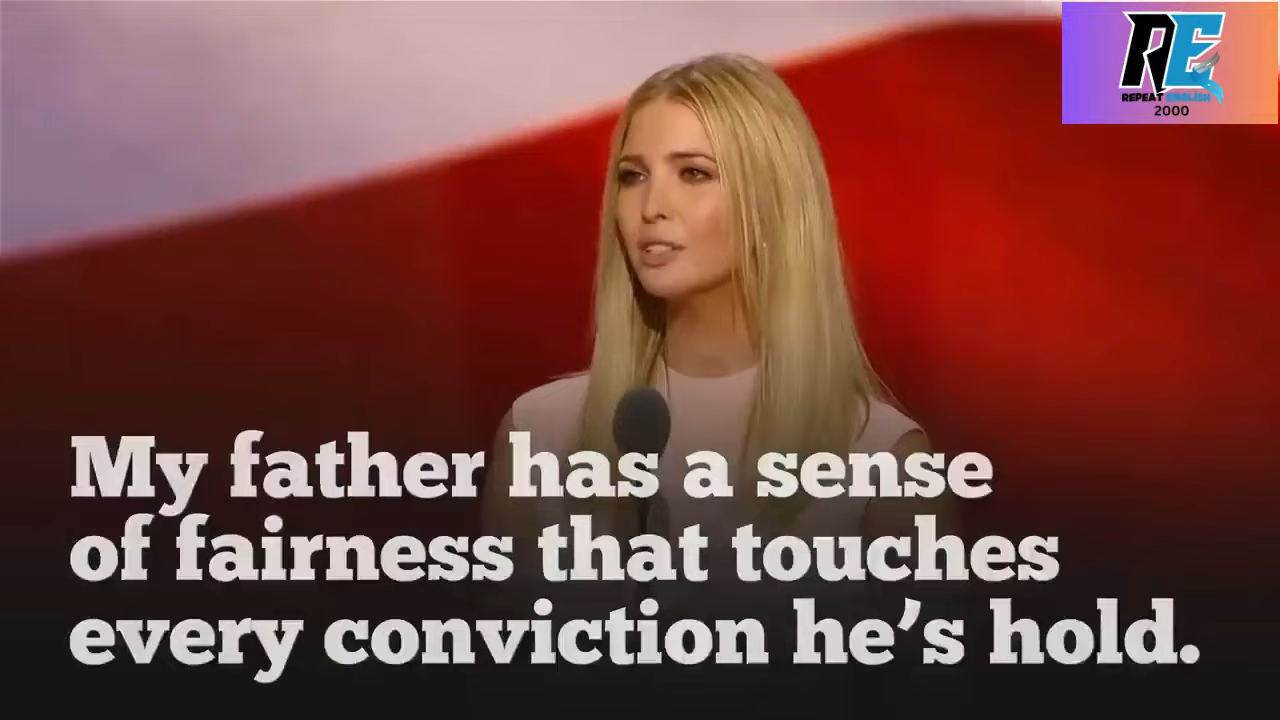 RE
REPEAT ENGLISH
2000
My father has a sense
of fairness that touches
every conviction he’s hold.